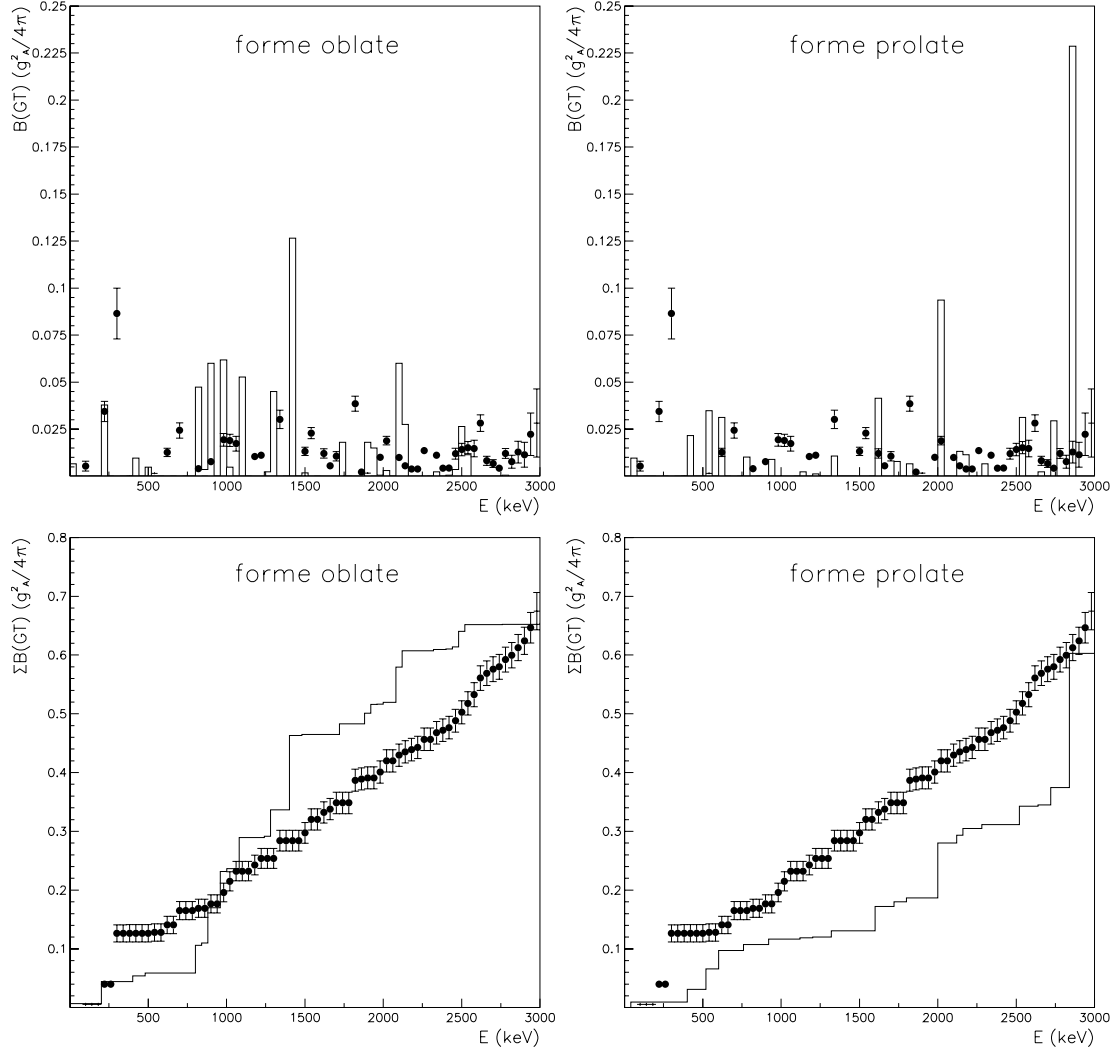 B(GT) (g²A/4π)
forme oblate
0.25
0.225
0.2
0.175
0.15
0.125
0.1
0.075
0.05
0.025
500 1000 1500 2000 2500 3000
E (keV)
B(GT) (g²A/4π)
forme prolate
0.25
0.225
0.2
0.175
0.15
0.125
0.1
0.075
0.05
0.025
500 1000 1500 2000 2500 3000
E (keV)
ΣB(GT) (g²A/4π)
forme oblate
0.8
0.7
0.6
0.5
0.4
0.3
0.2
0.1
500 1000 1500 2000 2500 3000
E (keV)
ΣB(GT) (g²A/4π)
forme prolate
0.8
0.7
0.6
0.5
0.4
0.3
0.2
0.1
500 1000 1500 2000 2500 3000
E (keV)